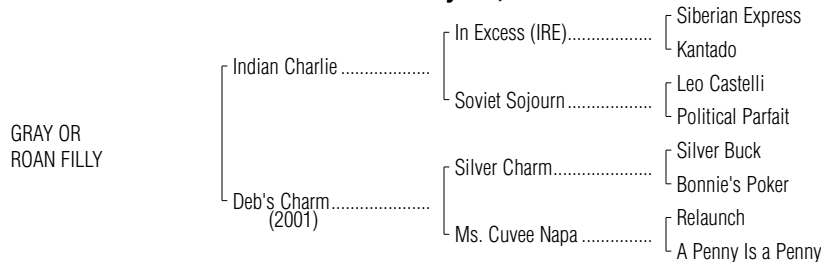 Siberian Express
In Excess (IRE)..................
Kantado
Indian Charlie ...................
Leo Castelli
Soviet Sojourn.................
Political Parfait
GRAY OR
ROAN FILLY
Silver Buck
Silver Charm....................
Bonnie's Poker
Deb's Charm.....................
(2001)
Relaunch
Ms. Cuvee Napa ...............
A Penny Is a Penny